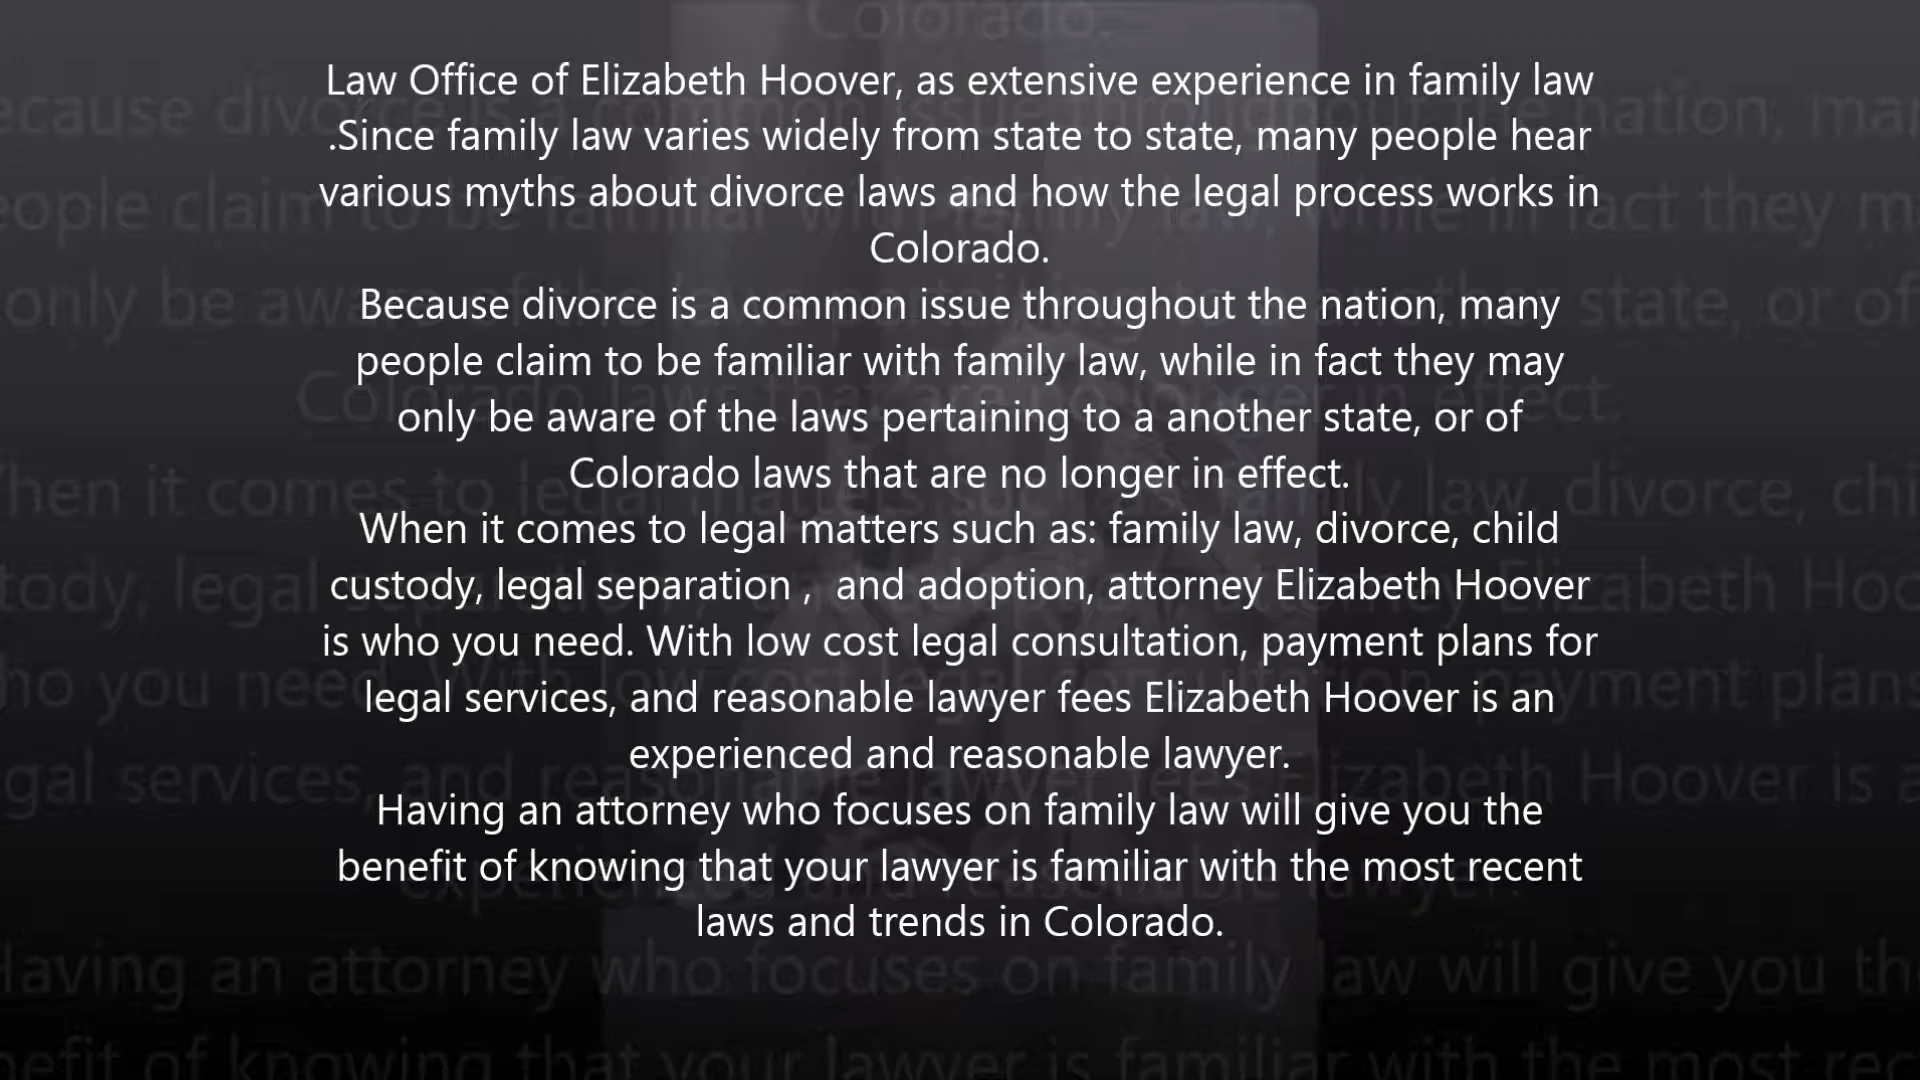 Law Office of Elizabeth Hoover, as extensive experience in family law
.Since family law varies widely from state to state, many people hear
various myths about divorce laws and how the legal process works in
Colorado.
Because divorce is a common issue throughout the nation, many
people claim to be familiar with family law, while in fact they may
only be aware of the laws pertaining to a another state, or of
Colorado laws that are no longer in effect.
When it comes to legal matters such as: family law, divorce, child
custody, legal separation ,  and adoption, attorney Elizabeth Hoover
is who you need. With low cost legal consultation, payment plans for
legal services, and reasonable lawyer fees Elizabeth Hoover is an
experienced and reasonable lawyer.
Having an attorney who focuses on family law will give you the
benefit of knowing that your lawyer is familiar with the most recent
laws and trends in Colorado.